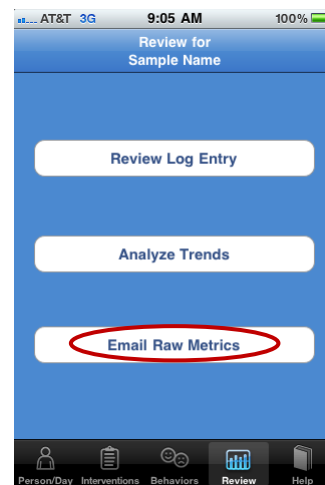 AT&T 3G 9:05 AM 100%
Review for
Sample Name
Review Log Entry
Analyze Trends
Email Raw Metrics
Person/Day Interventions Behaviors Review Help